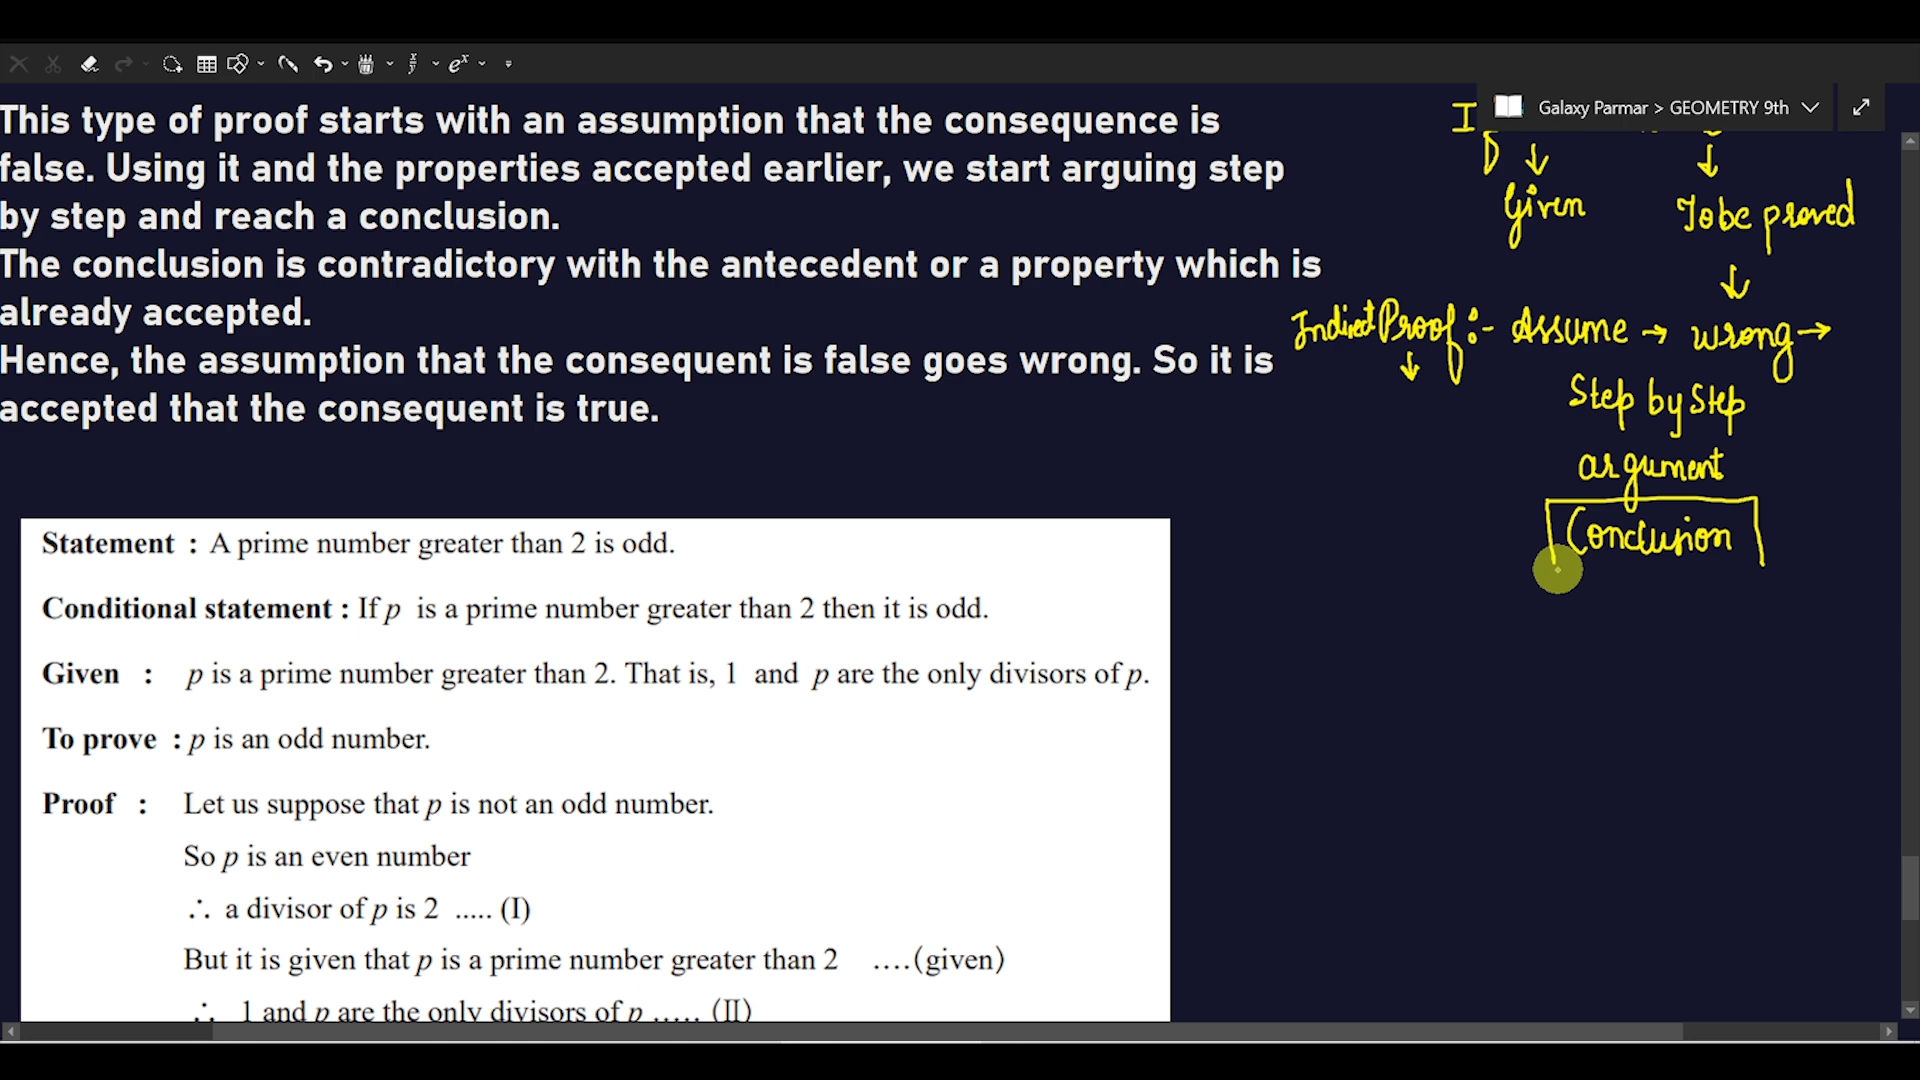 This type of proof starts with an assumption that the consequence is
false. Using it and the properties accepted earlier, we start arguing step
by step and reach a conclusion.
The conclusion is contradictory with the antecedent or a property which is
already accepted.
Hence, the assumption that the consequent is false goes wrong. So it is
accepted that the consequent is true.
Galaxy Parmar > GEOMETRY 9th
Given
To be proved
Indirect Proof :- Assume → wrong →
Step by Step
argument
Conclusion
Statement : A prime number greater than 2 is odd.
Conditional statement : If p is a prime number greater than 2 then it is odd.
Given : p is a prime number greater than 2. That is, 1 and p are the only divisors of p.
To prove : p is an odd number.
Proof : Let us suppose that p is not an odd number.
So p is an even number
∴ a divisor of p is 2 ..... (I)
But it is given that p is a prime number greater than 2 ....(given)
∴ 1 and p are the only divisors of p ..... (II)